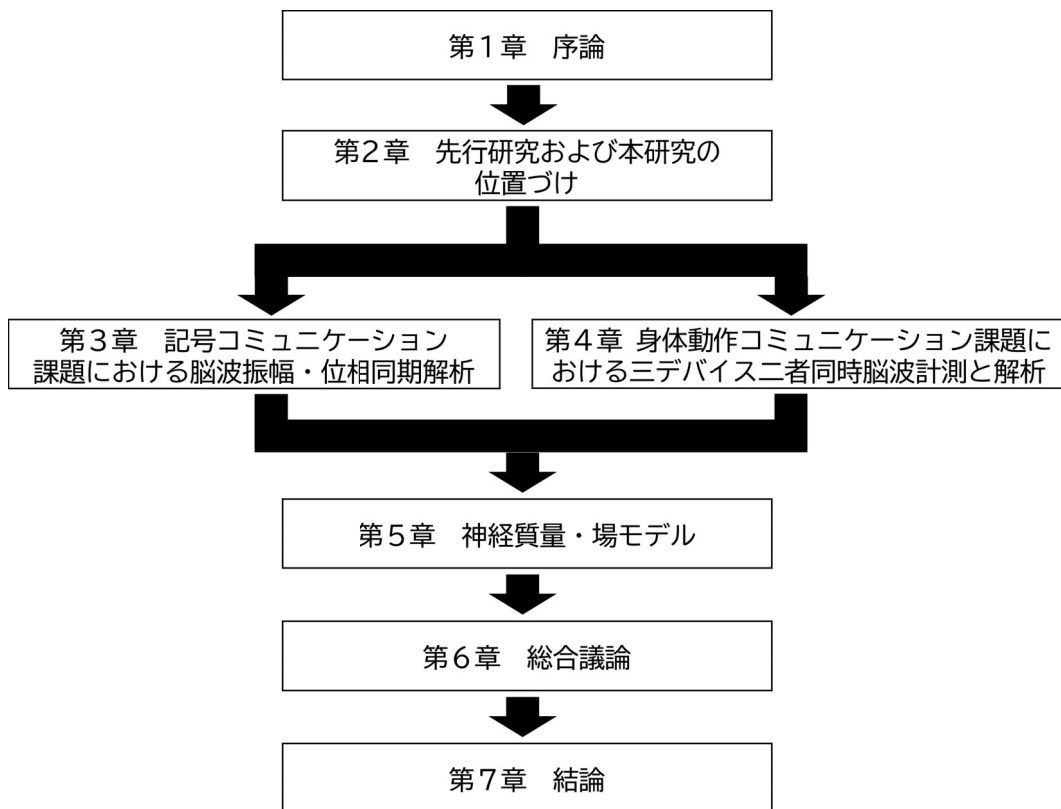 第１章　序論
第２章　先行研究および本研究の
位置づけ
第３章　記号コミュニケーション
課題における脳波振幅・位相同期解析
第４章 身体動作コミュニケーション課題に
おける三デバイス二者同時脳波計測と解析
第５章　神経質量・場モデル
第６章　総合議論
第７章　結論